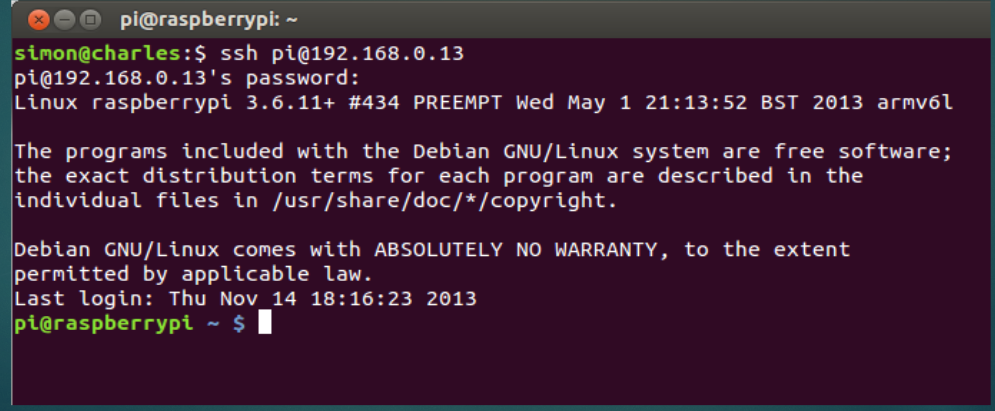 pi@raspberrypi: ~
simon@charles:$ ssh pi@192.168.0.13
pi@192.168.0.13's password:
Linux raspberrypi 3.6.11+ #434 PREEMPT Wed May 1 21:13:52 BST 2013 armv6l
The programs included with the Debian GNU/Linux system are free software;
the exact distribution terms for each program are described in the
individual files in /usr/share/doc/*/copyright.
Debian GNU/Linux comes with ABSOLUTELY NO WARRANTY, to the extent
permitted by applicable law.
Last login: Thu Nov 14 18:16:23 2013
pi@raspberrypi ~ $